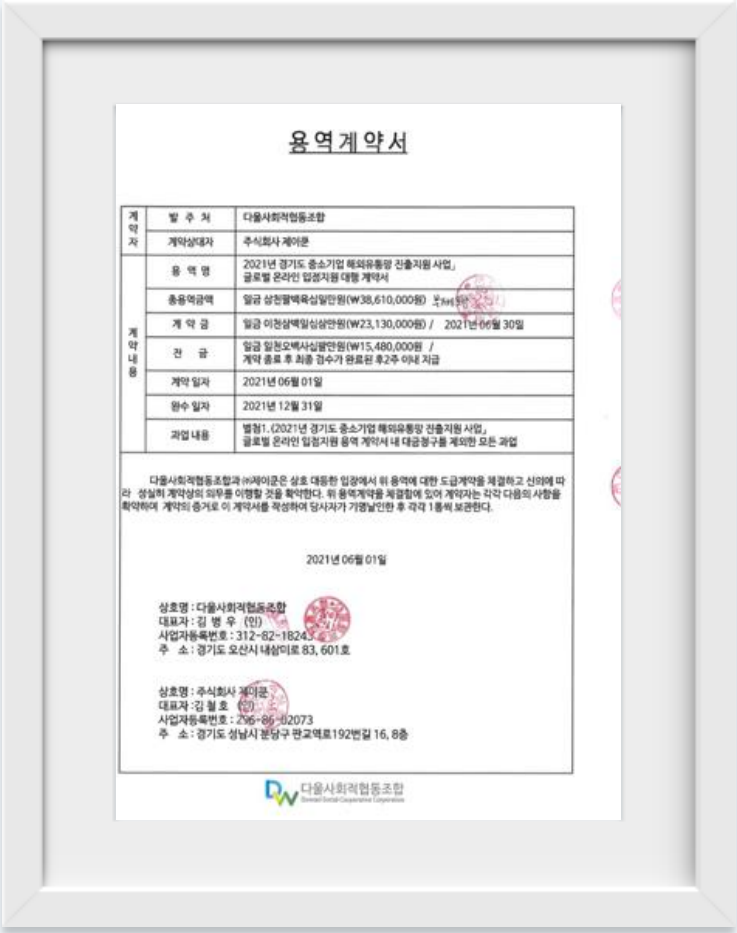 용역계약서
계약자
발 주 처 다울사회적협동조합
계약상대자 주식회사 제이쿤
계약내용
용 역 명 2021년 경기도 중소기업 해외유통망 진출지원 사업」
글로벌 온라인 입점지원 대행 계약서
총용역금액 일금 삼천팔백육십일만원(₩38,610,000원)
계 약 금 일금 이천삼백일십삼만원(₩23,130,000원) / 2021년 06월 30일
잔 금 일금 일천오백사십팔만원(₩15,480,000원 /
계약 종료 후 최종 검수가 완료된 후2주 이내 지급
계약 일자 2021년 06월 01일
완수 일자 2021년 12월 31일
과업 내용 별첨1. (2021년 경기도 중소기업 해외유통망 진출지원 사업」
글로벌 온라인 입점지원 용역 계약서 내 대금청구를 제외한 모든 과업
다울사회적협동조합과 ㈜제이쿤은 상호 대등한 입장에서 위 용역에 대한 도급계약을 체결하고 신의에 따
라 성실히 계약상의 의무를 이행할 것을 확약한다. 위 용역계약을 체결함에 있어 계약자는 각각 다음의 사항을
확약하며 계약의 증거로 이 계약서를 작성하여 당사자가 기명날인한 후 각각 1통씩 보관한다.
2021년 06월 01일
상호명 : 다울사회적협동조합
대표자 : 김 병 우 (인)
사업자등록번호 : 312-82-18243
주 소 : 경기도 오산시 내삼미로 83, 601호
상호명 : 주식회사 제이쿤
대표자 :김 철 호 (인)
사업자등록번호 : 296-86-02073
주 소 : 경기도 성남시 분당구 판교역로192번길 16, 8층
DW 다울사회적협동조합